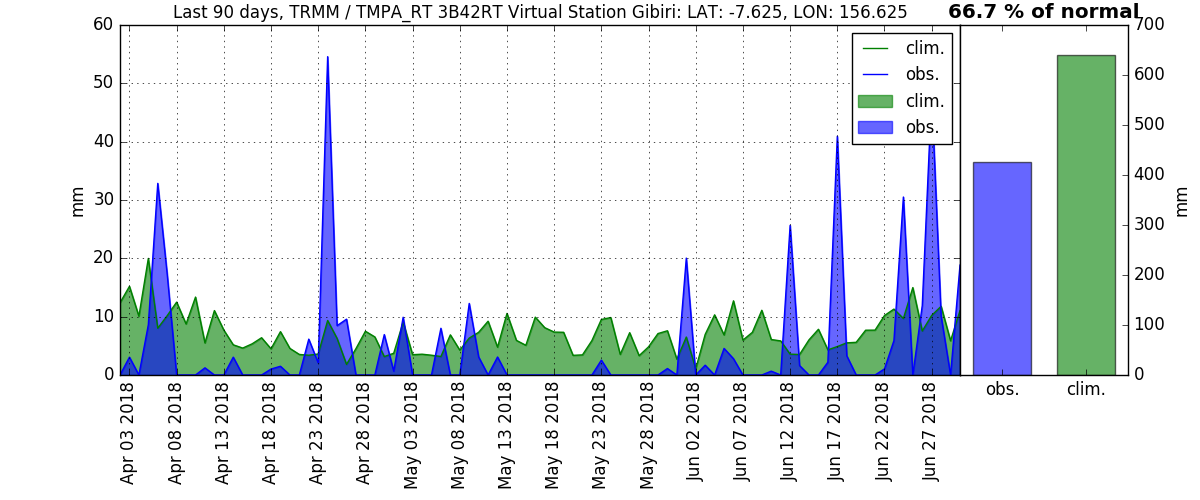 Last 90 days, TRMM / TMPA_RT 3B42RT Virtual Station Gibiri: LAT: -7.625, LON: 156.625
66.7 % of normal
60
50
40
30
20
10
0
mm
clim.
obs.
clim.
obs.
Apr 03 2018
Apr 08 2018
Apr 13 2018
Apr 18 2018
Apr 23 2018
Apr 28 2018
May 03 2018
May 08 2018
May 13 2018
May 18 2018
May 23 2018
May 28 2018
Jun 02 2018
Jun 07 2018
Jun 12 2018
Jun 17 2018
Jun 22 2018
Jun 27 2018
obs.
clim.
700
600
500
400
300
200
100
0
mm